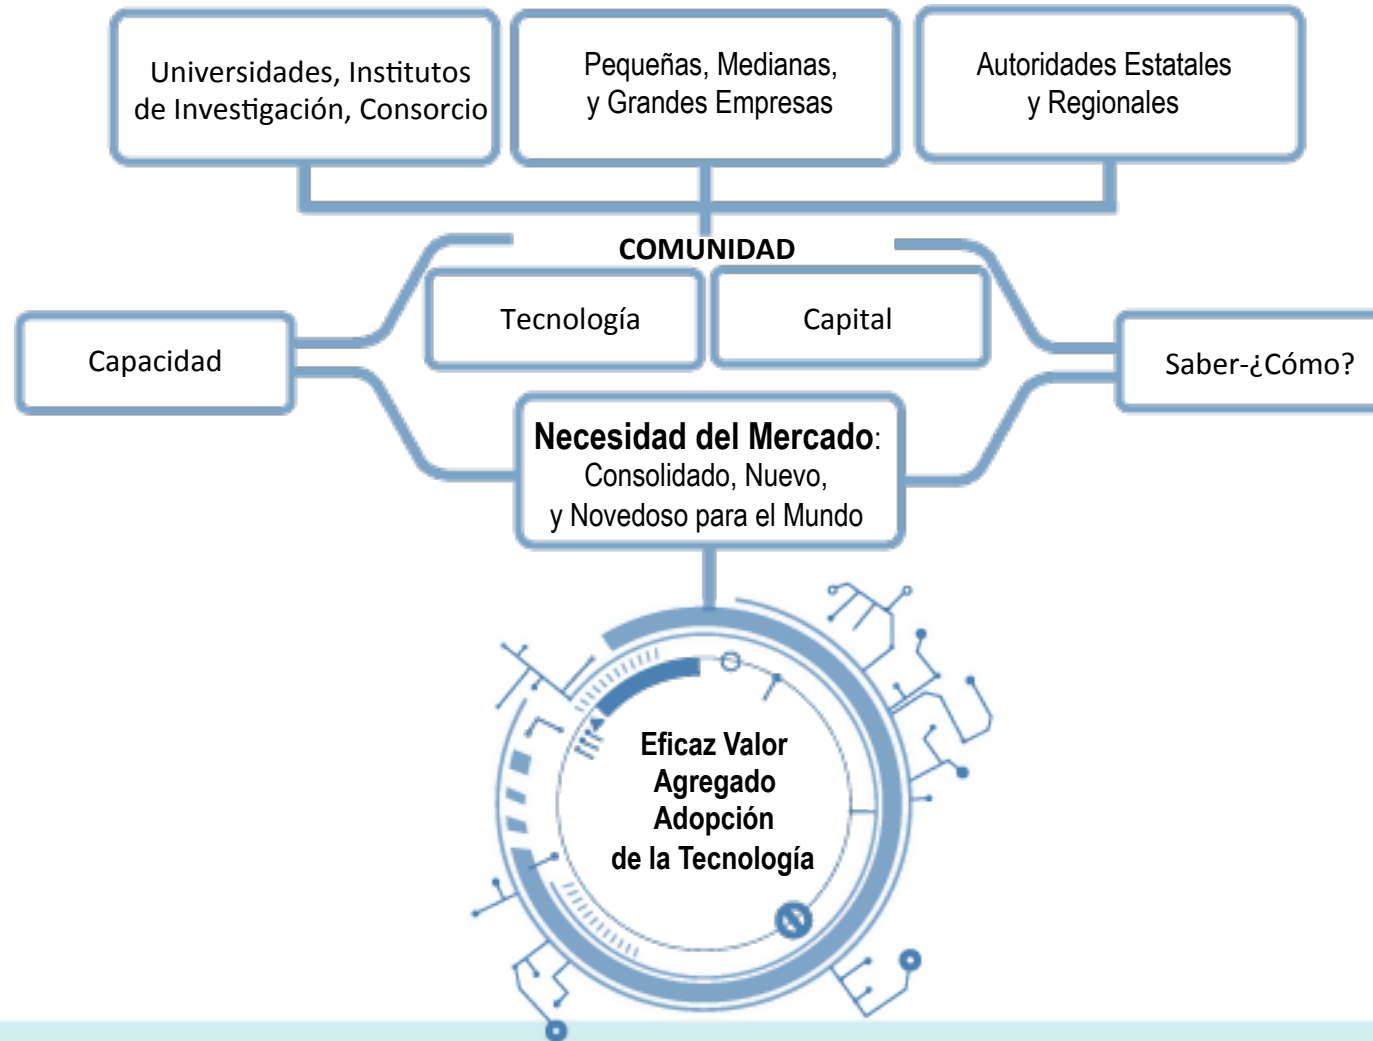 Universidades, Institutos
de Investigación, Consorcio
Pequeñas, Medianas,
y Grandes Empresas
Autoridades Estatales
y Regionales
COMUNIDAD
Tecnología
Capital
Capacidad
Saber-¿Cómo?
Necesidad del Mercado:
Consolidado, Nuevo,
y Novedoso para el Mundo
Eficaz Valor
Agregado
Adopción
de la Tecnología